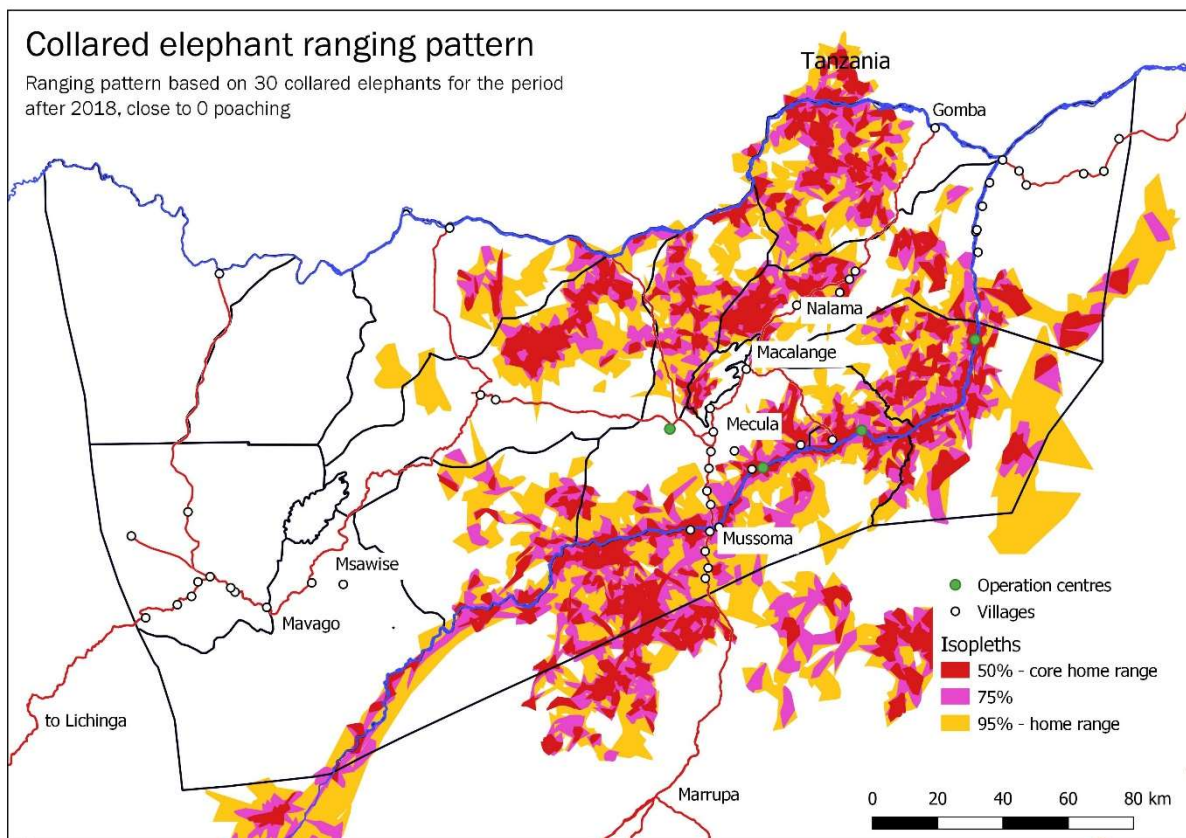 Collared elephant ranging pattern
Ranging pattern based on 30 collared elephants for the period
after 2018, close to 0 poaching
Tanzania
Gomba
Nalama
Macalange
Mecula
Mussoma
Msawise
Mavago
to Lichinga
Marrupa
Operation centres
Villages
Isopleths
50% - core home range
75%
95% - home range
0 20 40 60 80 km